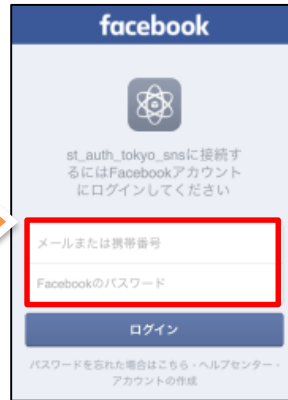 facebook
st_auth_tokyo_snsに接続す
るにはFacebookアカウント
にログインしてください
メールまたは携帯番号
Facebookのパスワード
ログイン
パスワードを忘れた場合はこちら・ヘルプセンター・
アカウントの作成